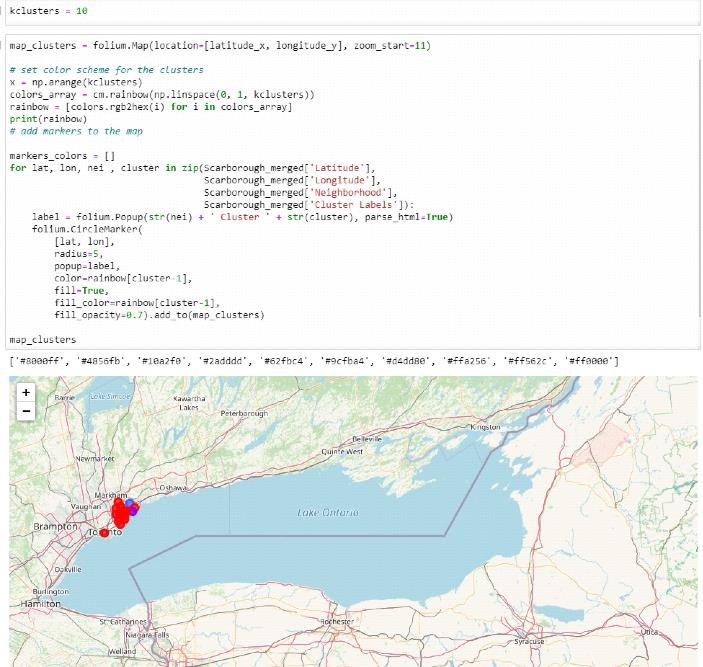 kclusters = 10
map_clusters = folium.Map(location=[latitude_x, longitude_y], zoom_start=11)
# set color scheme for the clusters
x = np.arange(kclusters)
colors_array = cm.rainbow(np.linspace(0, 1, kclusters))
rainbow = [colors.rgb2hex(i) for i in colors_array]
print(rainbow)
# add markers to the map
markers_colors = []
for lat, lon, nei , cluster in zip(Scarborough_merged['Latitude'],
Scarborough_merged['Longitude'],
Scarborough_merged['Neighborhood'],
Scarborough_merged['Cluster Labels']):
label = folium.Popup(str(nei) + ' Cluster ' + str(cluster), parse_html=True)
folium.CircleMarker(
[lat, lon],
radius=5,
popup=label,
color=rainbow[cluster-1],
fill=True,
fill_color=rainbow[cluster-1],
fill_opacity=0.7).add_to(map_clusters)
map_clusters
['#8000ff', '#4856fb', '#10a2f0', '#2adddd', '#62fbc4', '#9cfba4', '#d4dd80', '#ffa256', '#ff562c', '#ff0000']
+
−
Barrie
Lake Simcoe
Kawartha
Lakes
Peterborough
Belleville
Kingston
Quinte West
Newmarket
Oshawa
Markham
Vaughan
Brampton
Toronto
Lake Ontario
Oakville
Burlington
Hamilton
St. Catharines
Niagara Falls
Welland
Rochester
Syracuse
Utica